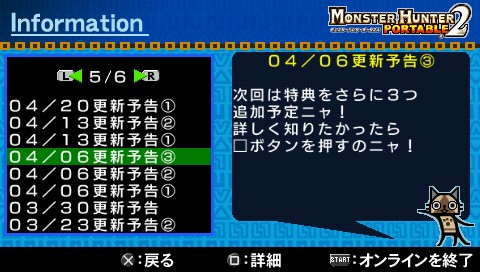 Information
MONSTER HUNTER
PORTABLE 2
L 5/6 R
04/20更新予告①
04/13更新予告②
04/13更新予告①
04/06更新予告③
04/06更新予告②
04/06更新予告①
03/30更新予告
03/23更新予告②
04/06更新予告③
次回は特典をさらに3つ
追加予定ニャ！
詳しく知りたかったら
□ボタンを押すのニャ！
×:戻る □:詳細 START:オンラインを終了